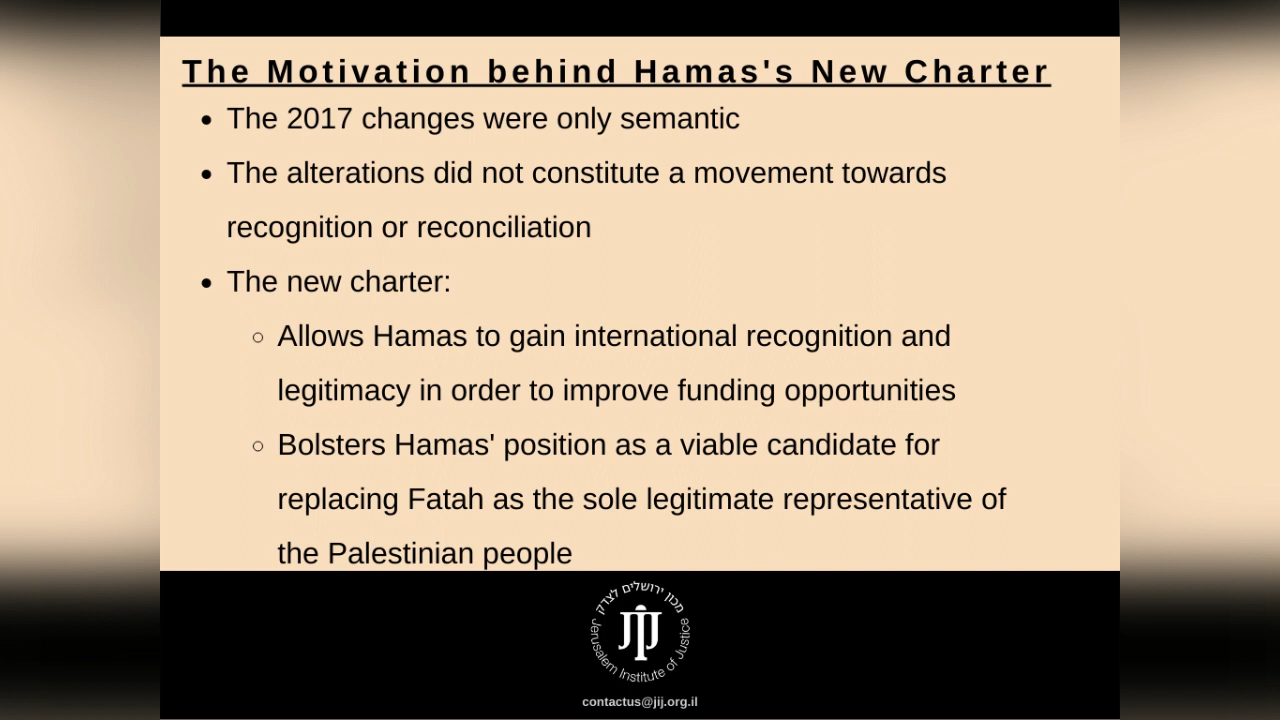 The Motivation behind Hamas's New Charter
• The 2017 changes were only semantic
• The alterations did not constitute a movement towards
recognition or reconciliation
• The new charter:
○ Allows Hamas to gain international recognition and
legitimacy in order to improve funding opportunities
○ Bolsters Hamas' position as a viable candidate for
replacing Fatah as the sole legitimate representative of
the Palestinian people
מכון ירושלים לצדק
JIJ
Jerusalem Institute of Justice
contactus@jij.org.il